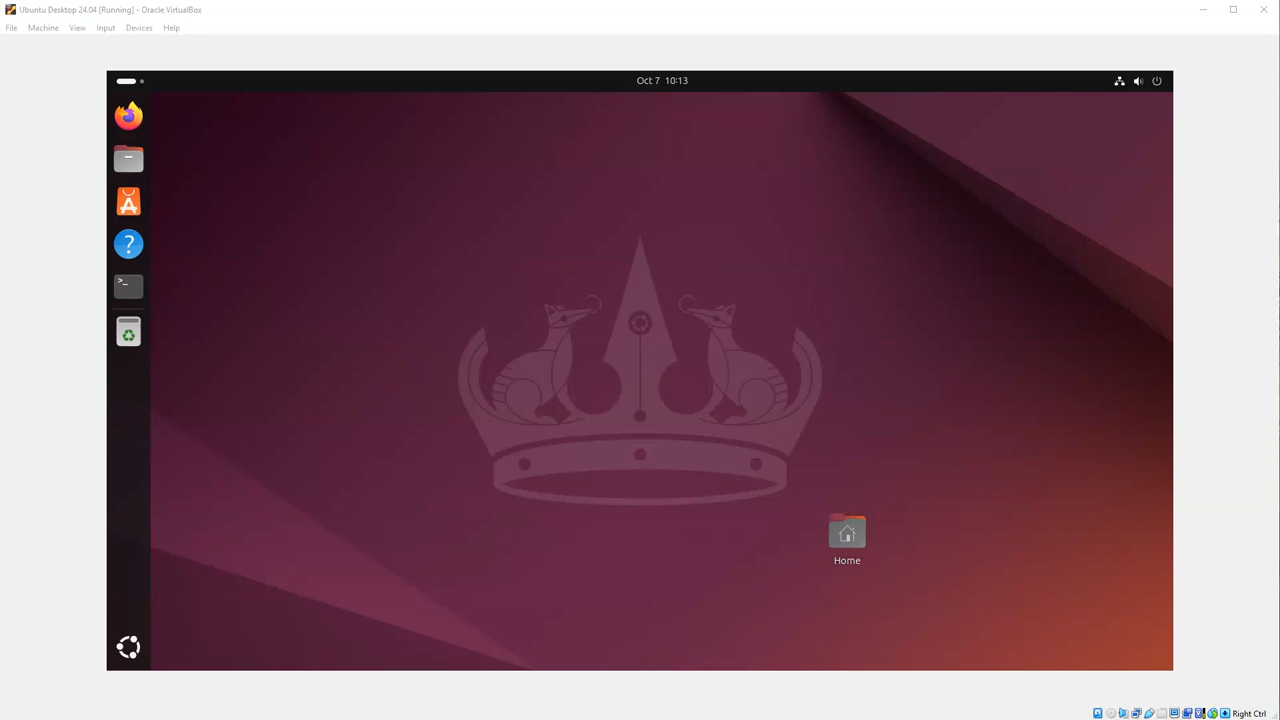 Ubuntu Desktop 24.04 [Running] - Oracle VirtualBox
File Machine View Input Devices Help
Oct 7 10:13
Home
Right Ctrl